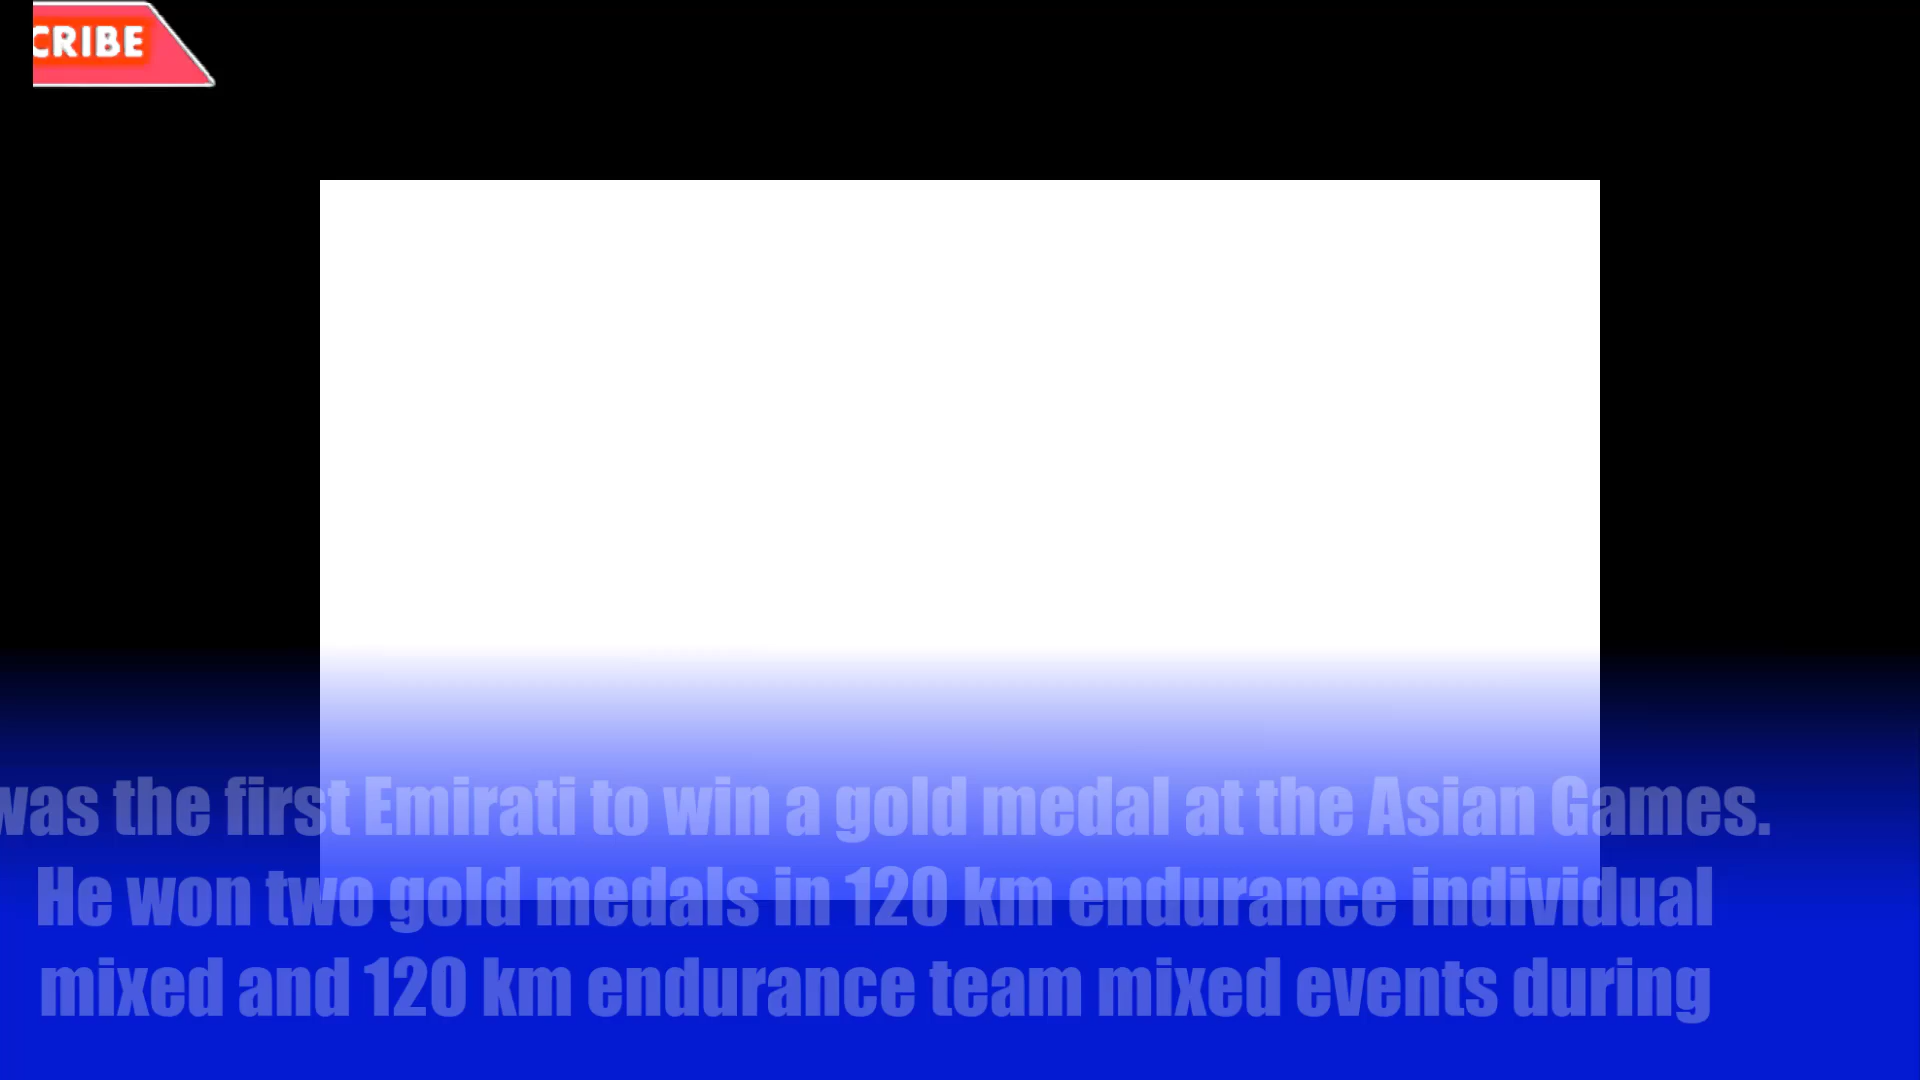 CRIBE
was the first Emirati to win a gold medal at the Asian Games.
He won two gold medals in 120 km endurance individual
mixed and 120 km endurance team mixed events during